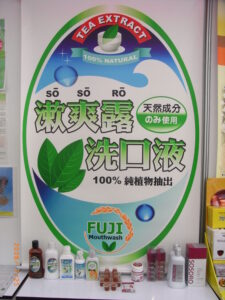 TEA EXTRACT
100% NATURAL
SŌ SŌ RŌ
漱爽露
天然成分
のみ使用
洗口液
100% 純植物抽出
FUJI
Mouthwash